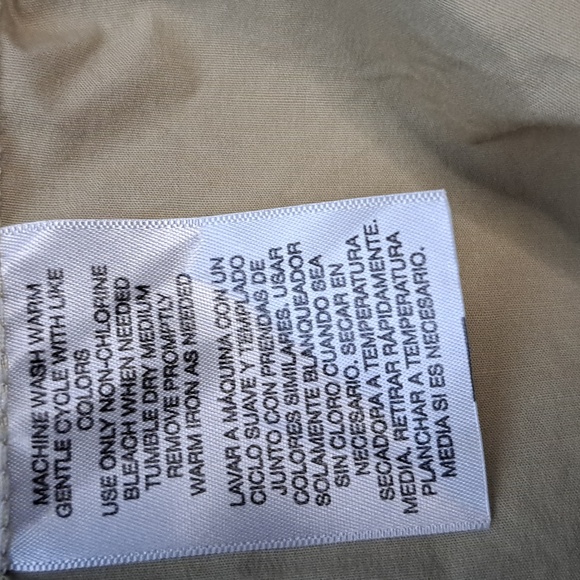 MACHINE WASH WARM
GENTLE CYCLE WITH LIKE
COLORS
USE ONLY NON-CHLORINE
BLEACH WHEN NEEDED
TUMBLE DRY MEDIUM
REMOVE PROMPTLY
WARM IRON AS NEEDED
LAVAR A MÁQUINA CON UN
CICLO SUAVE Y TEMPLADO
JUNTO CON PRENDAS DE
COLORES SIMILARES. USAR
SOLAMENTE BLANQUEADOR
SIN CLORO CUANDO SEA
NECESARIO. SECAR EN
SECADORA A TEMPERATURA
MEDIA. RETIRAR RÁPIDAMENTE.
PLANCHAR A TEMPERATURA
MEDIA SI ES NECESARIO.